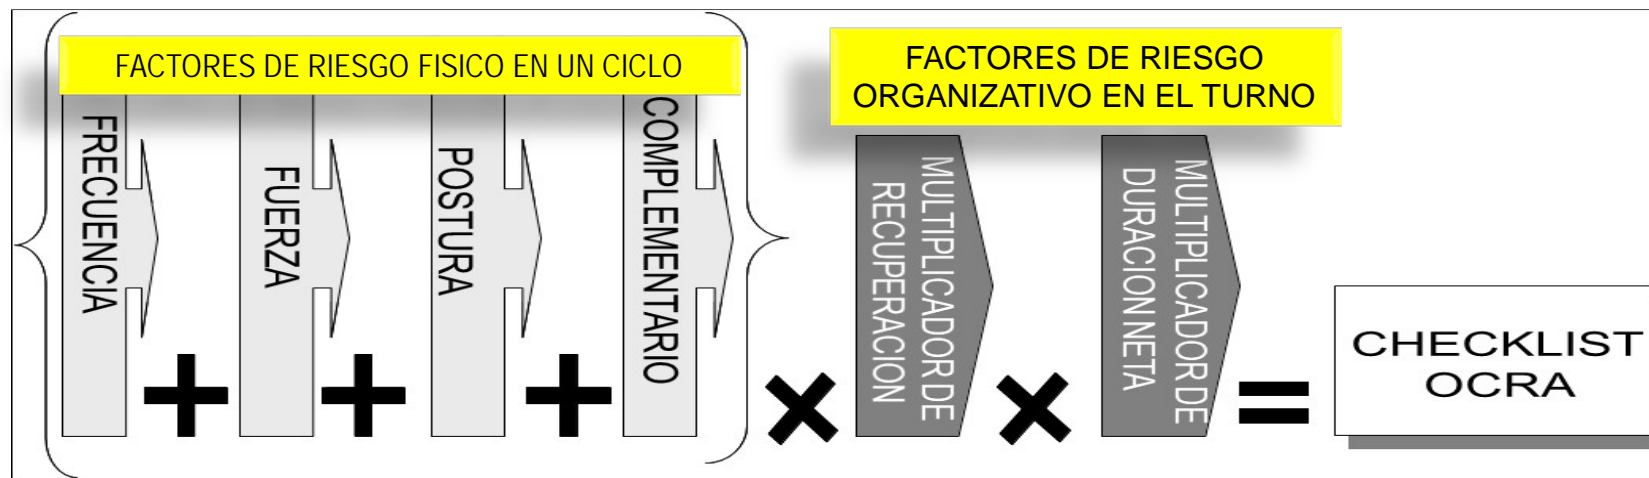 FACTORES DE RIESGO FISICO EN UN CICLO
FACTORES DE RIESGO
ORGANIZATIVO EN EL TURNO
FRECUENCIA
+
FUERZA
+
POSTURA
+
COMPLEMENTARIO
×
MULTIPLICADOR DE
RECUPERACION
×
MULTIPLICADOR DE
DURACION NETA
=
CHECKLIST
OCRA